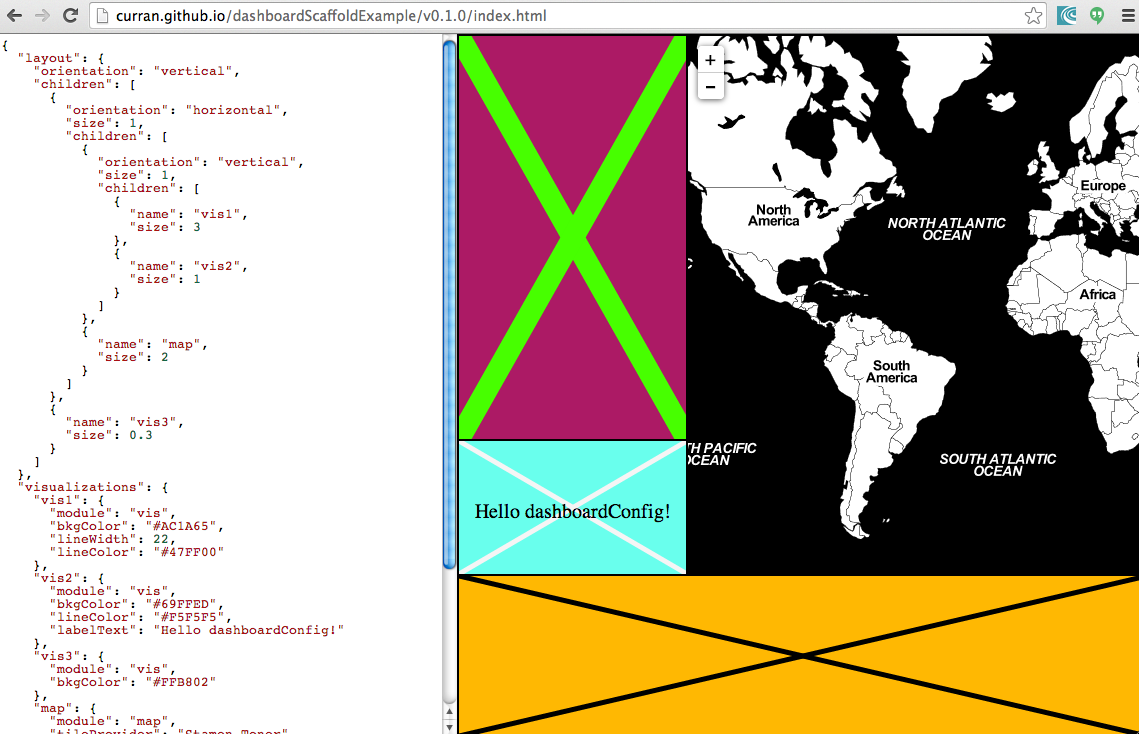 curran.github.io/dashboardScaffoldExample/v0.1.0/index.html
{
"layout": {
"orientation": "vertical",
"children": [
{
"orientation": "horizontal",
"size": 1,
"children": [
{
"orientation": "vertical",
"size": 1,
"children": [
{
"name": "vis1",
"size": 3
},
{
"name": "vis2",
"size": 1
}
]
},
{
"name": "map",
"size": 2
}
]
},
{
"name": "vis3",
"size": 0.3
}
]
},
"visualizations": {
"vis1": {
"module": "vis",
"bkgColor": "#AC1A65",
"lineWidth": 22,
"lineColor": "#47FF00"
},
"vis2": {
"module": "vis",
"bkgColor": "#69FFED",
"lineColor": "#F5F5F5",
"labelText": "Hello dashboardConfig!"
},
"vis3": {
"module": "vis",
"bkgColor": "#FFB802"
},
"map": {
"module": "map",
"tileProvider": "Stamen.Toner"
+
−
North
America
NORTH ATLANTIC
OCEAN
Europe
Africa
South
America
TH PACIFIC
OCEAN
SOUTH ATLANTIC
OCEAN
Hello dashboardConfig!